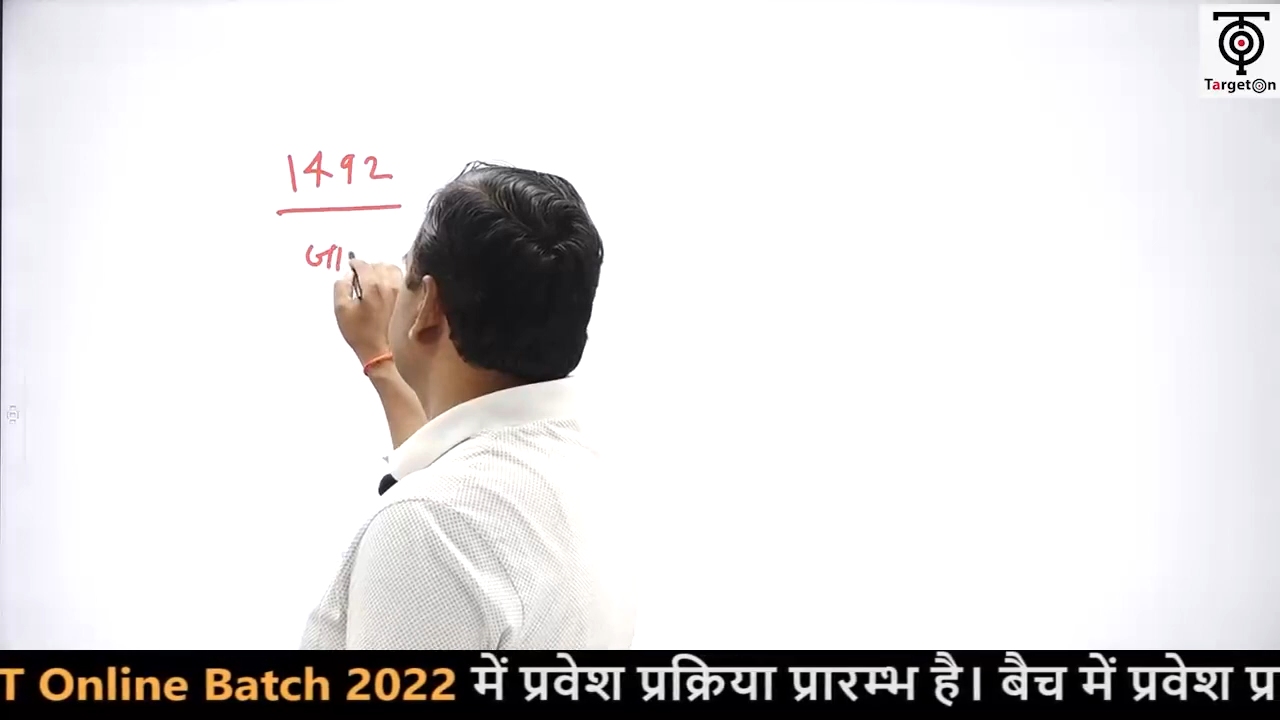 TargetOn
1492
जा
T Online Batch 2022 में प्रवेश प्रक्रिया प्रारम्भ है। बैच में प्रवेश प्र